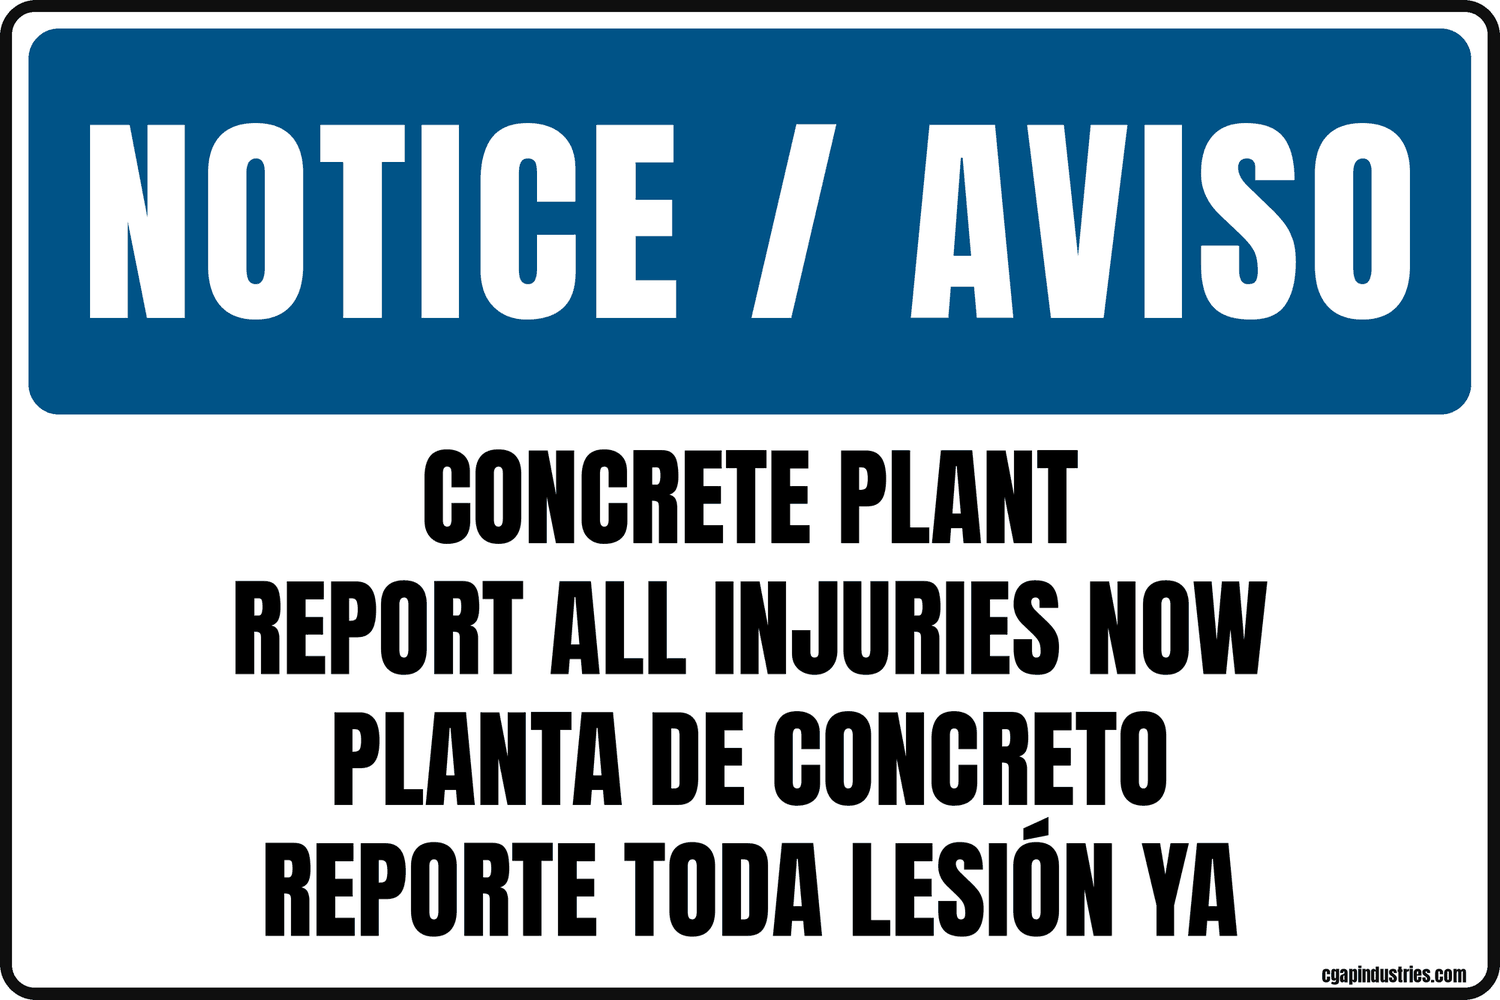 NOTICE / AVISO
CONCRETE PLANT
REPORT ALL INJURIES NOW
PLANTA DE CONCRETO
REPORTE TODA LESIÓN YA
cgapindustries.com